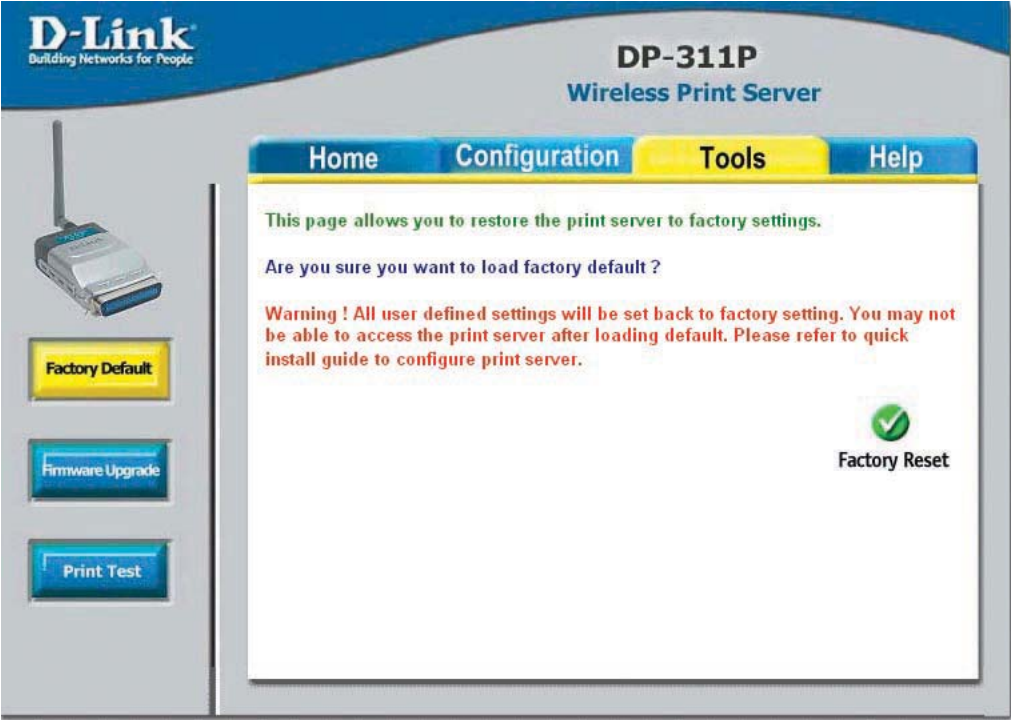 D-Link
Building Networks for People
DP-311P
Wireless Print Server
Home
Configuration
Tools
Help
This page allows you to restore the print server to factory settings.
Are you sure you want to load factory default ?
Warning ! All user defined settings will be set back to factory setting. You may not
be able to access the print server after loading default. Please refer to quick
install guide to configure print server.
Factory Reset
Factory Default
Firmware Upgrade
Print Test